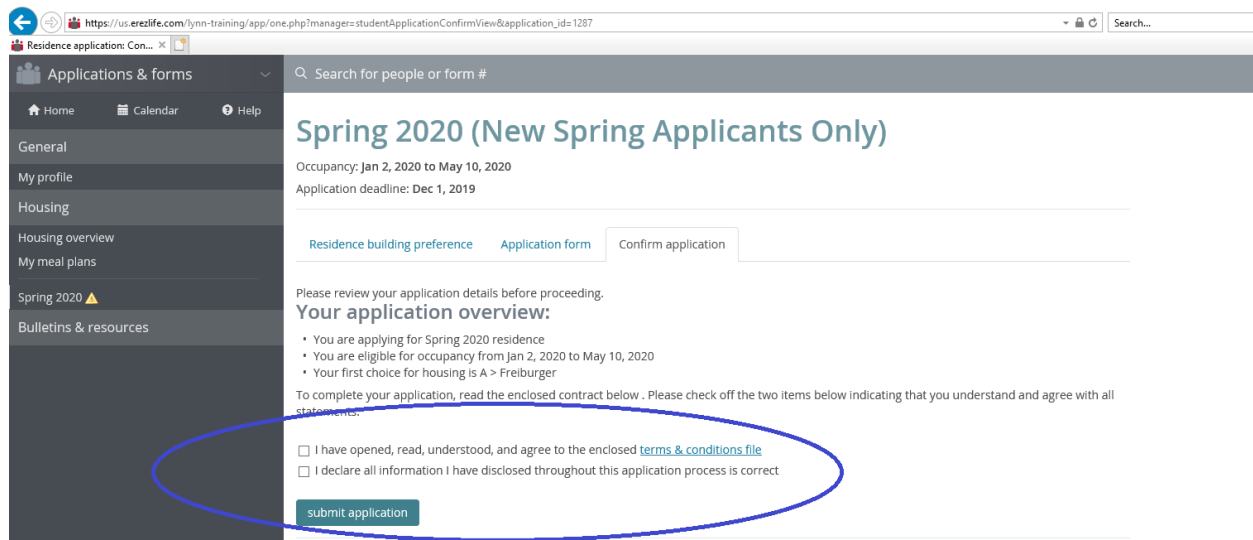 https://us.erezlife.com/lynn-training/app/one.php?manager=studentApplicationConfirmView&application_id=1287
Search...
Residence application: Con...
Applications & forms
Search for people or form #
Home Calendar Help
General
My profile
Housing
Housing overview
My meal plans
Spring 2020
Bulletins & resources
Spring 2020 (New Spring Applicants Only)
Occupancy: Jan 2, 2020 to May 10, 2020
Application deadline: Dec 1, 2019
Residence building preference Application form Confirm application
Please review your application details before proceeding.
Your application overview:
• You are applying for Spring 2020 residence
• You are eligible for occupancy from Jan 2, 2020 to May 10, 2020
• Your first choice for housing is A > Freiburger
To complete your application, read the enclosed contract below . Please check off the two items below indicating that you understand and agree with all
statements.
I have opened, read, understood, and agree to the enclosed terms & conditions file
I declare all information I have disclosed throughout this application process is correct
submit application